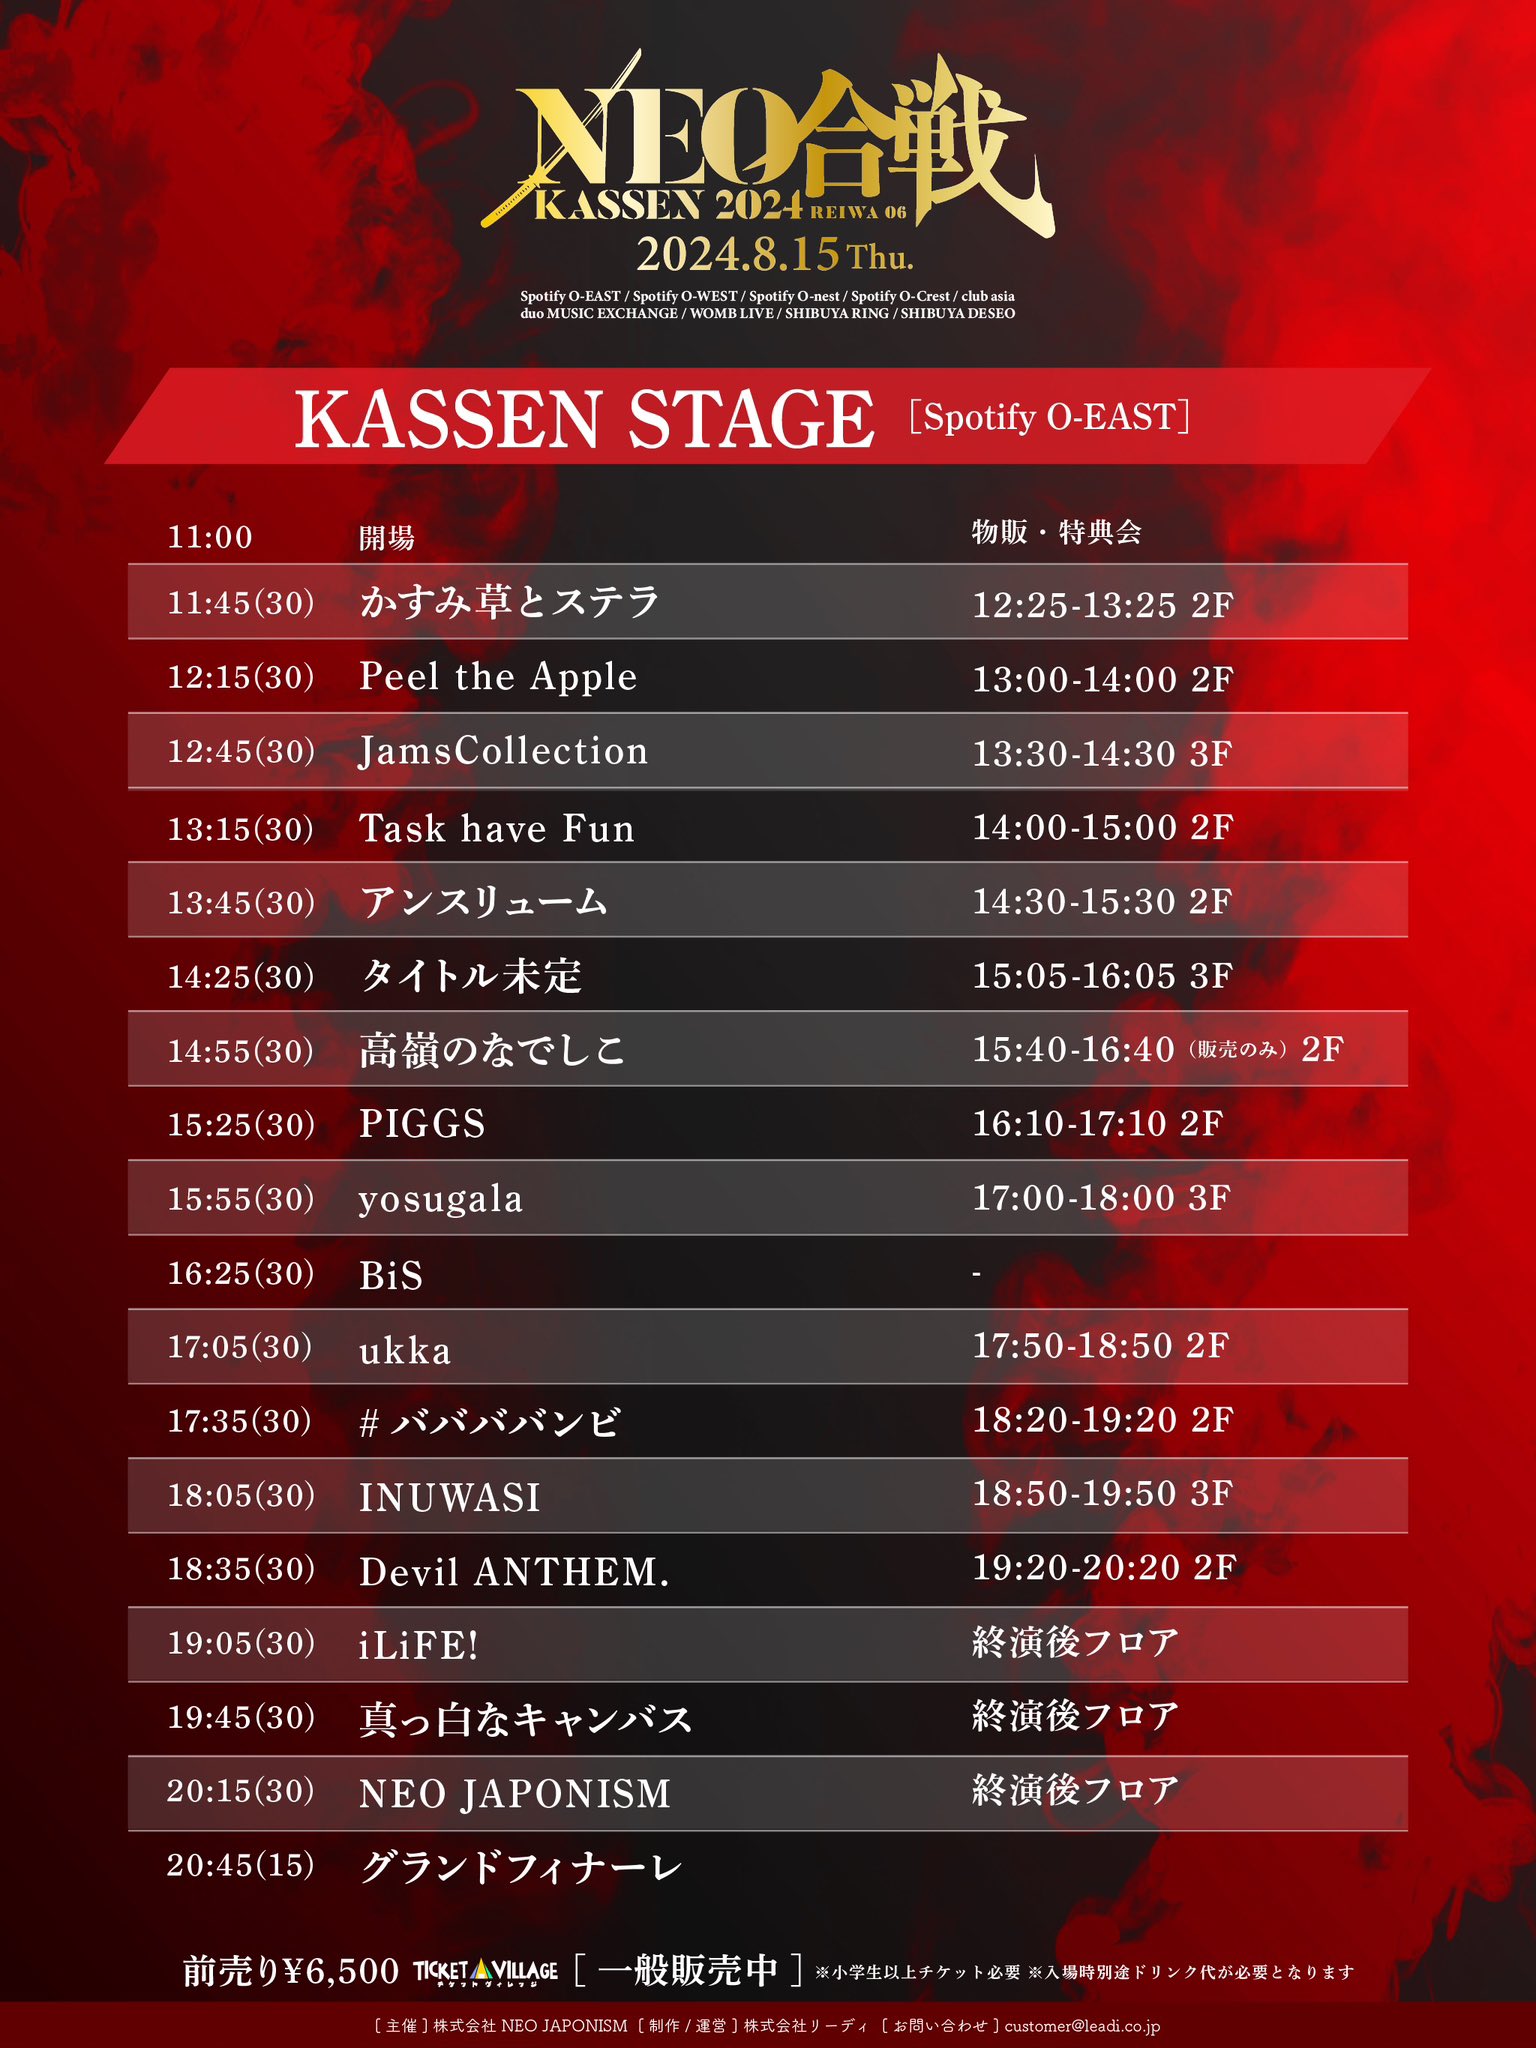 NEO合戦
KASSEN 2024 REIWA 06
2024.8.15 Thu.
Spotify O-EAST / Spotify O-WEST / Spotify O-nest / Spotify O-Crest / club asia
duo MUSIC EXCHANGE / WOMB LIVE / SHIBUYA RING / SHIBUYA DESEO
KASSEN STAGE [Spotify O-EAST]
11:00 開場 物販・特典会
11:45(30) かすみ草とステラ 12:25-13:25 2F
12:15(30) Peel the Apple 13:00-14:00 2F
12:45(30) JamsCollection 13:30-14:30 3F
13:15(30) Task have Fun 14:00-15:00 2F
13:45(30) アンスリューム 14:30-15:30 2F
14:25(30) タイトル未定 15:05-16:05 3F
14:55(30) 高嶺のなでしこ 15:40-16:40（販売のみ）2F
15:25(30) PIGGS 16:10-17:10 2F
15:55(30) yosugala 17:00-18:00 3F
16:25(30) BiS -
17:05(30) ukka 17:50-18:50 2F
17:35(30) #ババババンビ 18:20-19:20 2F
18:05(30) INUWASI 18:50-19:50 3F
18:35(30) Devil ANTHEM. 19:20-20:20 2F
19:05(30) iLiFE! 終演後フロア
19:45(30) 真っ白なキャンバス 終演後フロア
20:15(30) NEO JAPONISM 終演後フロア
20:45(15) グランドフィナーレ
前売り¥6,500 TICKET VILLAGE チケットヴィレッジ [ 一般販売中 ] ※小学生以上チケット必要 ※入場時別途ドリンク代が必要となります
[ 主催 ] 株式会社 NEO JAPONISM [ 制作 / 運営 ] 株式会社リーディ [ お問い合わせ ] customer@leadi.co.jp